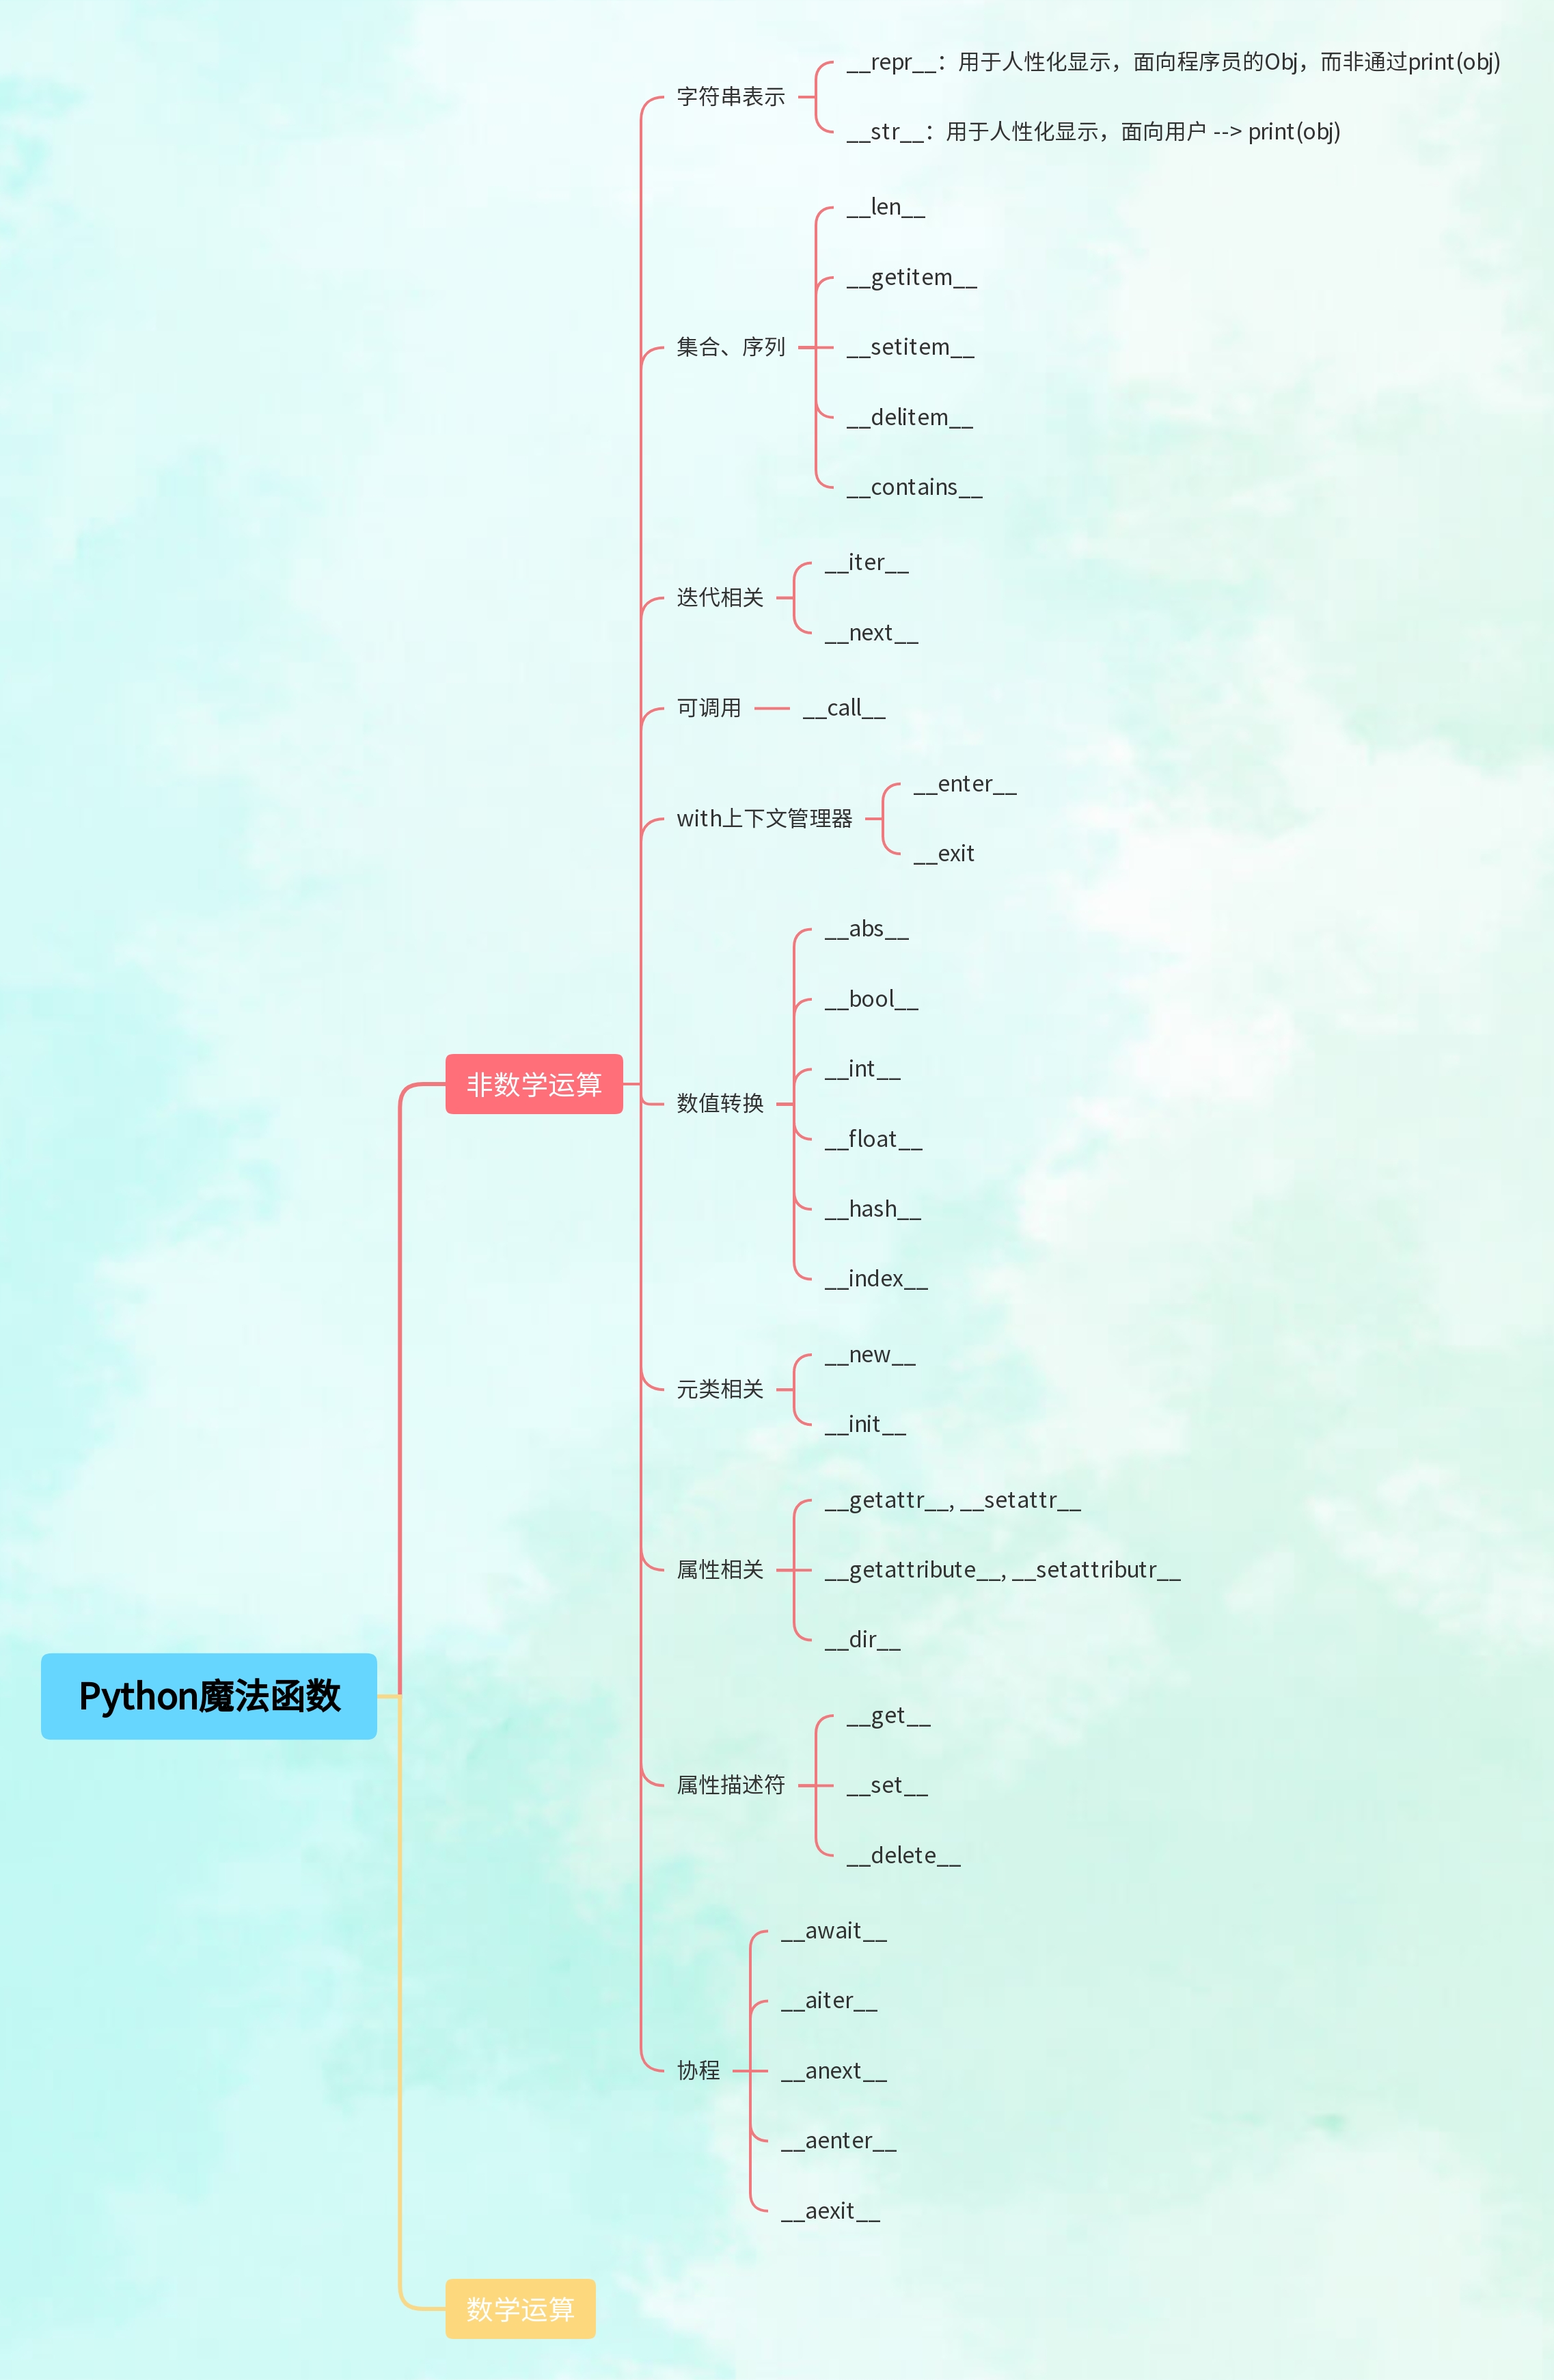 字符串表示
__repr__：用于人性化显示，面向程序员的Obj，而非通过print(obj)
__str__：用于人性化显示，面向用户 --> print(obj)
集合、序列
__len__
__getitem__
__setitem__
__delitem__
__contains__
迭代相关
__iter__
__next__
可调用
__call__
with上下文管理器
__enter__
__exit
非数学运算
数值转换
__abs__
__bool__
__int__
__float__
__hash__
__index__
元类相关
__new__
__init__
属性相关
__getattr__, __setattr__
__getattribute__, __setattributr__
__dir__
Python魔法函数
属性描述符
__get__
__set__
__delete__
协程
__await__
__aiter__
__anext__
__aenter__
__aexit__
数学运算